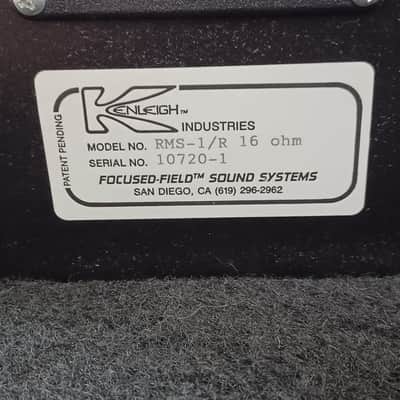 KENLEIGH™
INDUSTRIES
PATENT PENDING
MODEL NO. RMS-1/R 16 ohm
SERIAL NO. 10720-1
FOCUSED-FIELD™ SOUND SYSTEMS
SAN DIEGO, CA (619) 296-2962